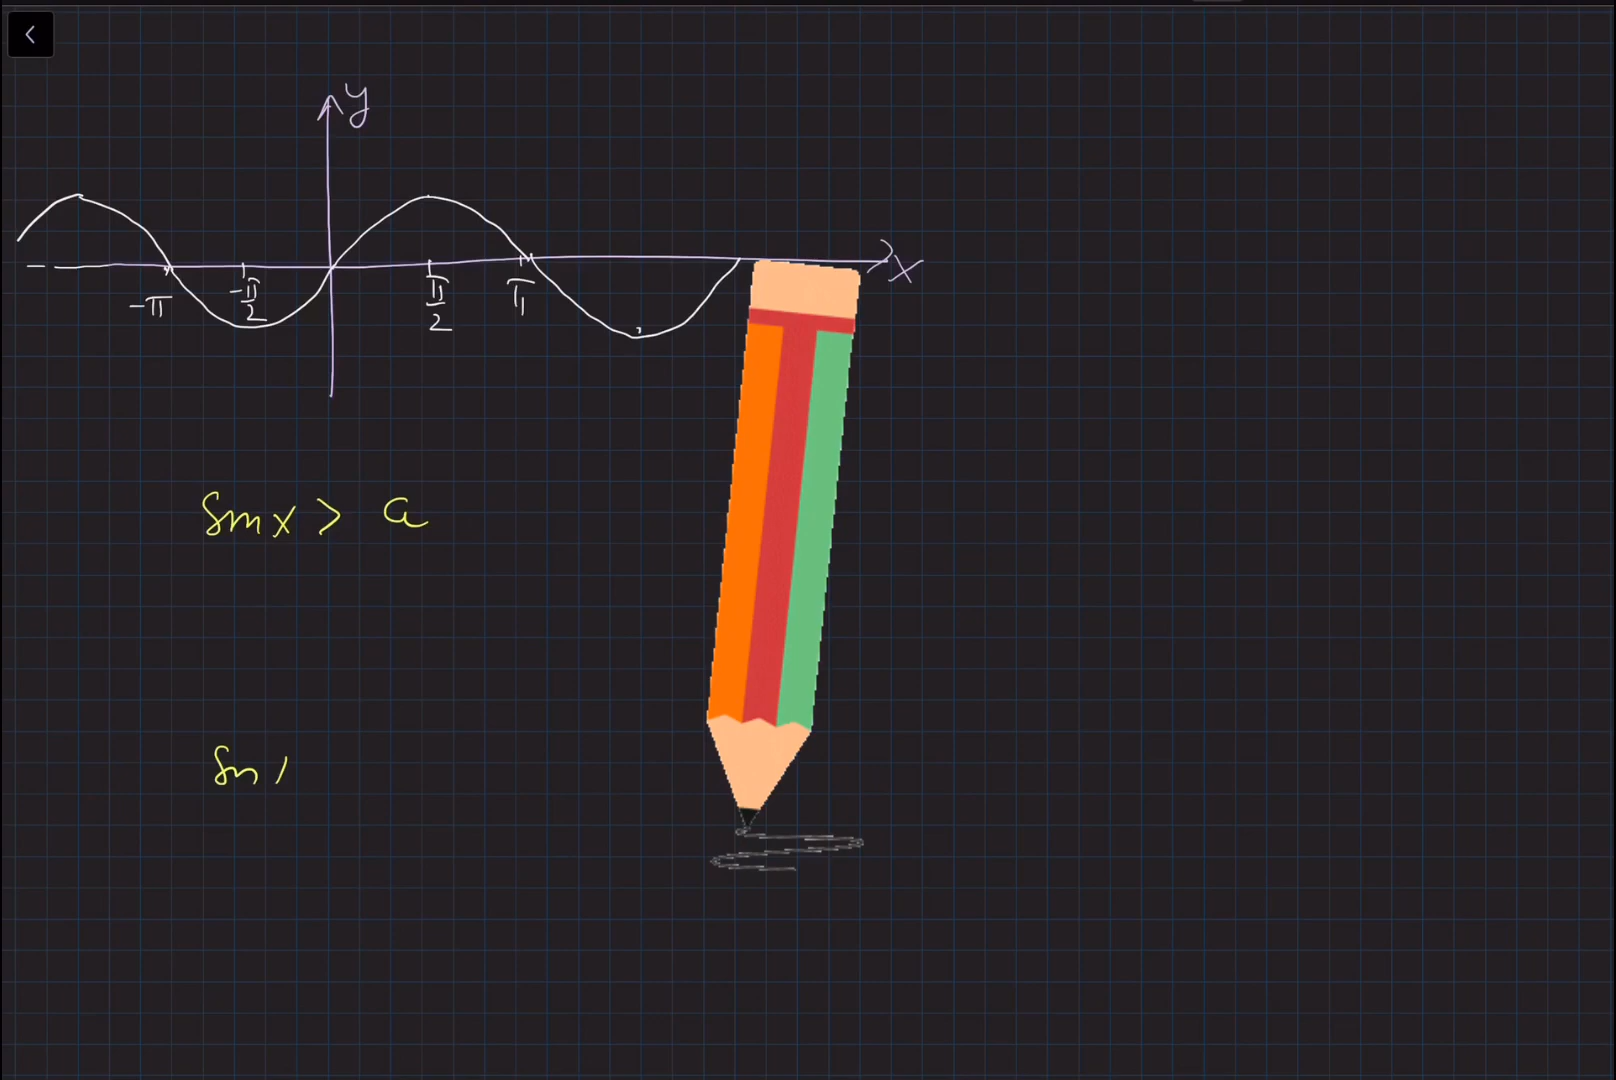 y
x
-π -π/2 π/2 π
sin x > a
sin